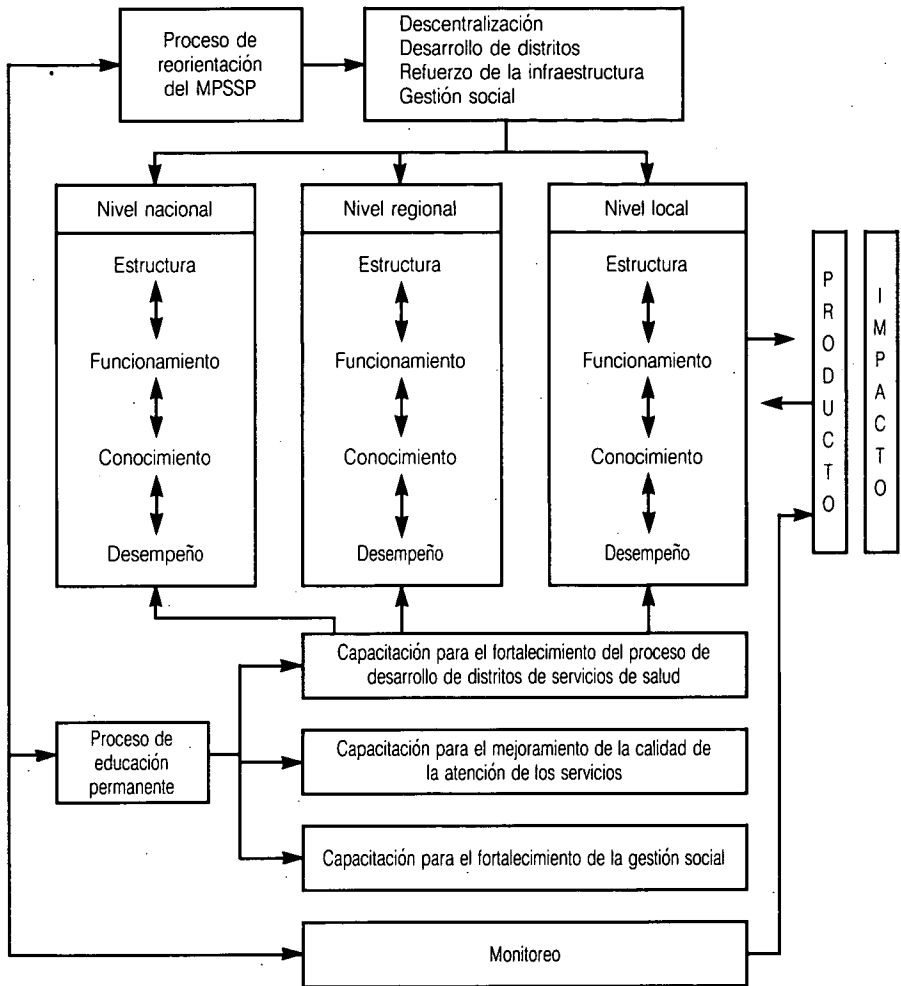 Proceso de
reorientación
del MPSSP
Descentralización
Desarrollo de distritos
Refuerzo de la infraestructura
Gestión social
Nivel nacional
Estructura
Funcionamiento
Conocimiento
Desempeño
Nivel regional
Estructura
Funcionamiento
Conocimiento
Desempeño
Nivel local
Estructura
Funcionamiento
Conocimiento
Desempeño
PRODUCTO
IMPACTO
Capacitación para el fortalecimiento del proceso de
desarrollo de distritos de servicios de salud
Proceso de
educación
permanente
Capacitación para el mejoramiento de la calidad de
la atención de los servicios
Capacitación para el fortalecimiento de la gestión social
Monitoreo